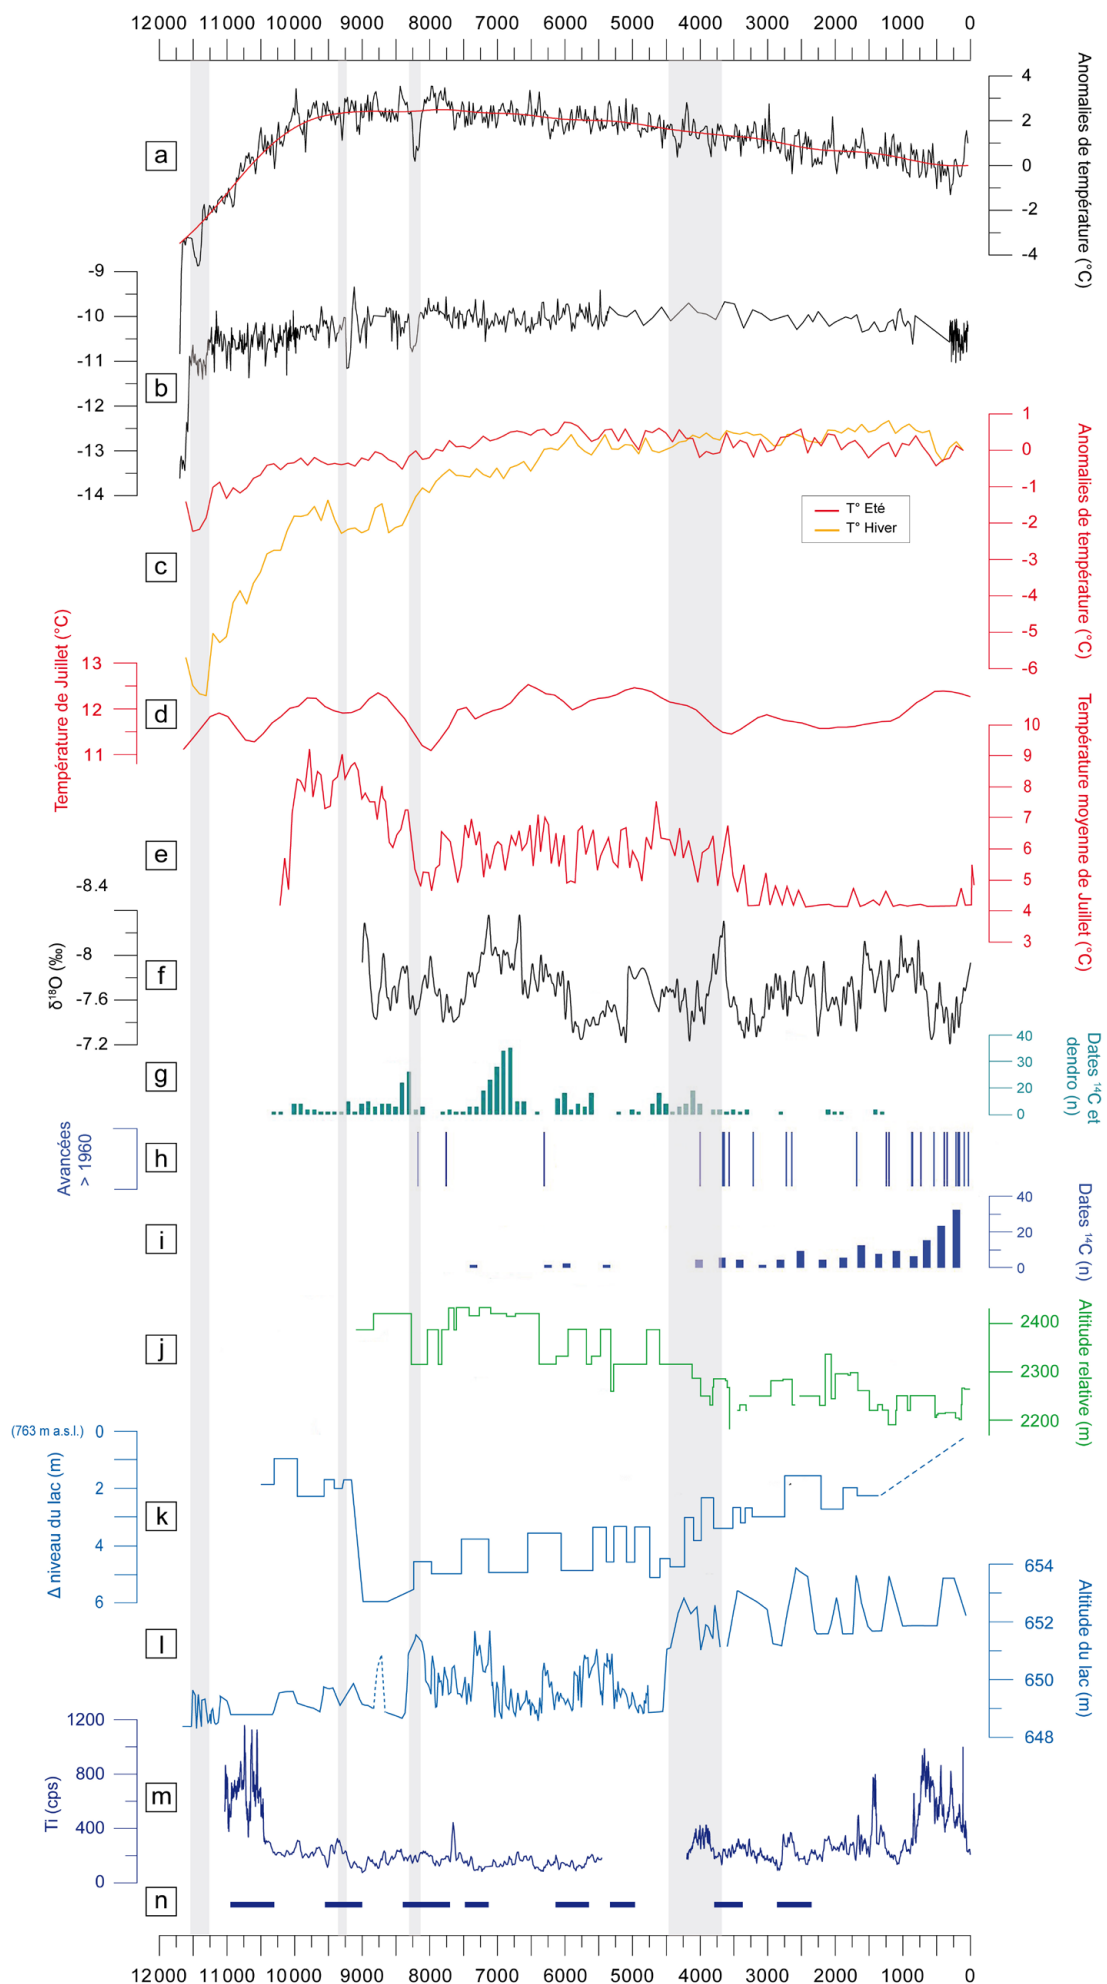 12000 11000 10000 9000 8000 7000 6000 5000 4000 3000 2000 1000 0
a
4
2
0
-2
-4
Anomalies de température (°C)
-9
-10
-11
-12
-13
-14
b
1
0
-1
-2
-3
-4
-5
-6
Anomalies de température (°C)
T° Eté
T° Hiver
c
Température de Juillet (°C)
13
12
11
d
10
9
8
7
6
5
4
3
Température moyenne de Juillet (°C)
e
-8.4
-8
-7.6
-7.2
δ18O (‰)
f
g
40
30
20
10
0
Dates 14C et
dendro (n)
Avancées
> 1960
h
i
40
20
0
Dates 14C (n)
j
2400
2300
2200
Altitude relative (m)
(763 m a.s.l.) 0
2
4
6
Δ niveau du lac (m)
k
654
652
650
648
Altitude du lac (m)
l
1200
800
400
0
Ti (cps)
m
n
12000 11000 10000 9000 8000 7000 6000 5000 4000 3000 2000 1000 0